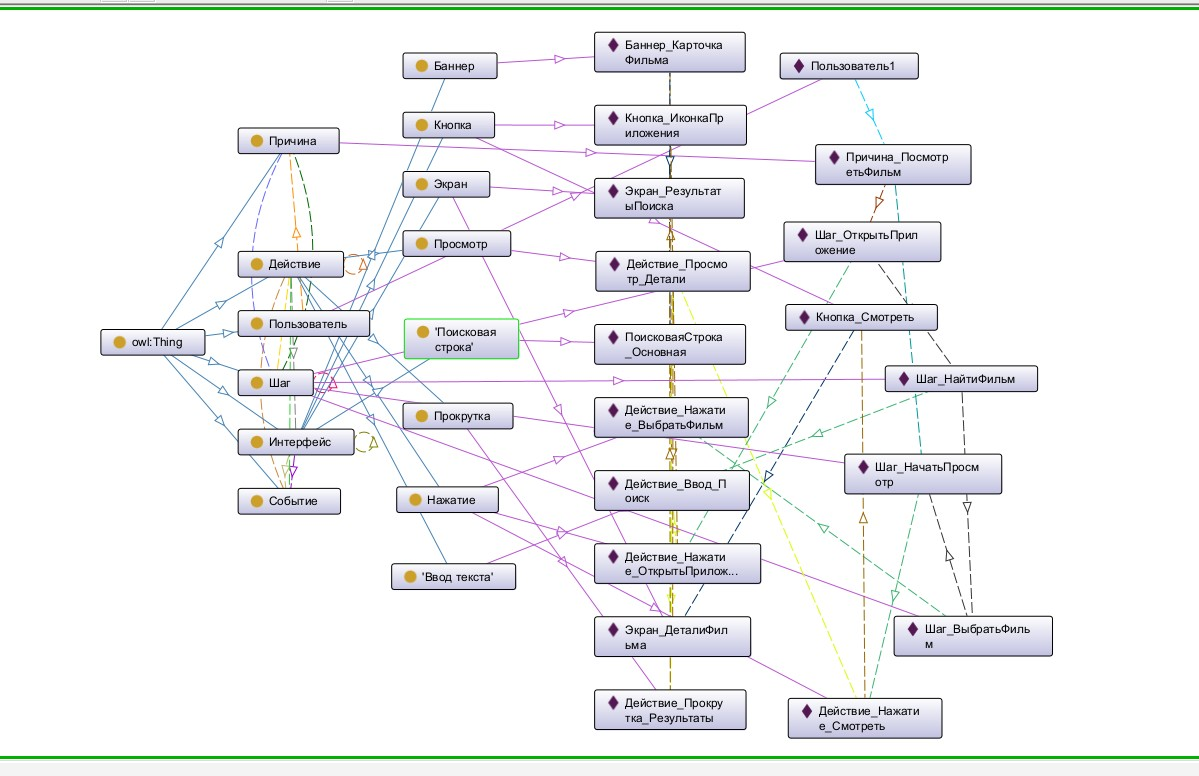 Баннер_Карточка
Фильма
Баннер
Пользователь1
Кнопка
Кнопка_ИконкаПр
иложения
Причина
Причина_Посмотр
етьФильм
Экран
Экран_Результат
ыПоиска
Просмотр
Шаг_ОткрытьПрил
ожение
Действие
Действие_Просмо
тр_Детали
Пользователь
Кнопка_Смотреть
owl:Thing
'Поисковая
строка'
ПоисковаяСтрока
_Основная
Шаг
Шаг_НайтиФильм
Прокрутка
Действие_Нажати
е_ВыбратьФильм
Интерфейс
Шаг_НачатьПросм
отр
Событие
Нажатие
Действие_Ввод_П
оиск
'Ввод текста'
Действие_Нажати
е_ОткрытьПрилож...
Экран_ДеталиФил
ьма
Шаг_ВыбратьФиль
м
Действие_Прокру
тка_Результаты
Действие_Нажати
е_Смотреть